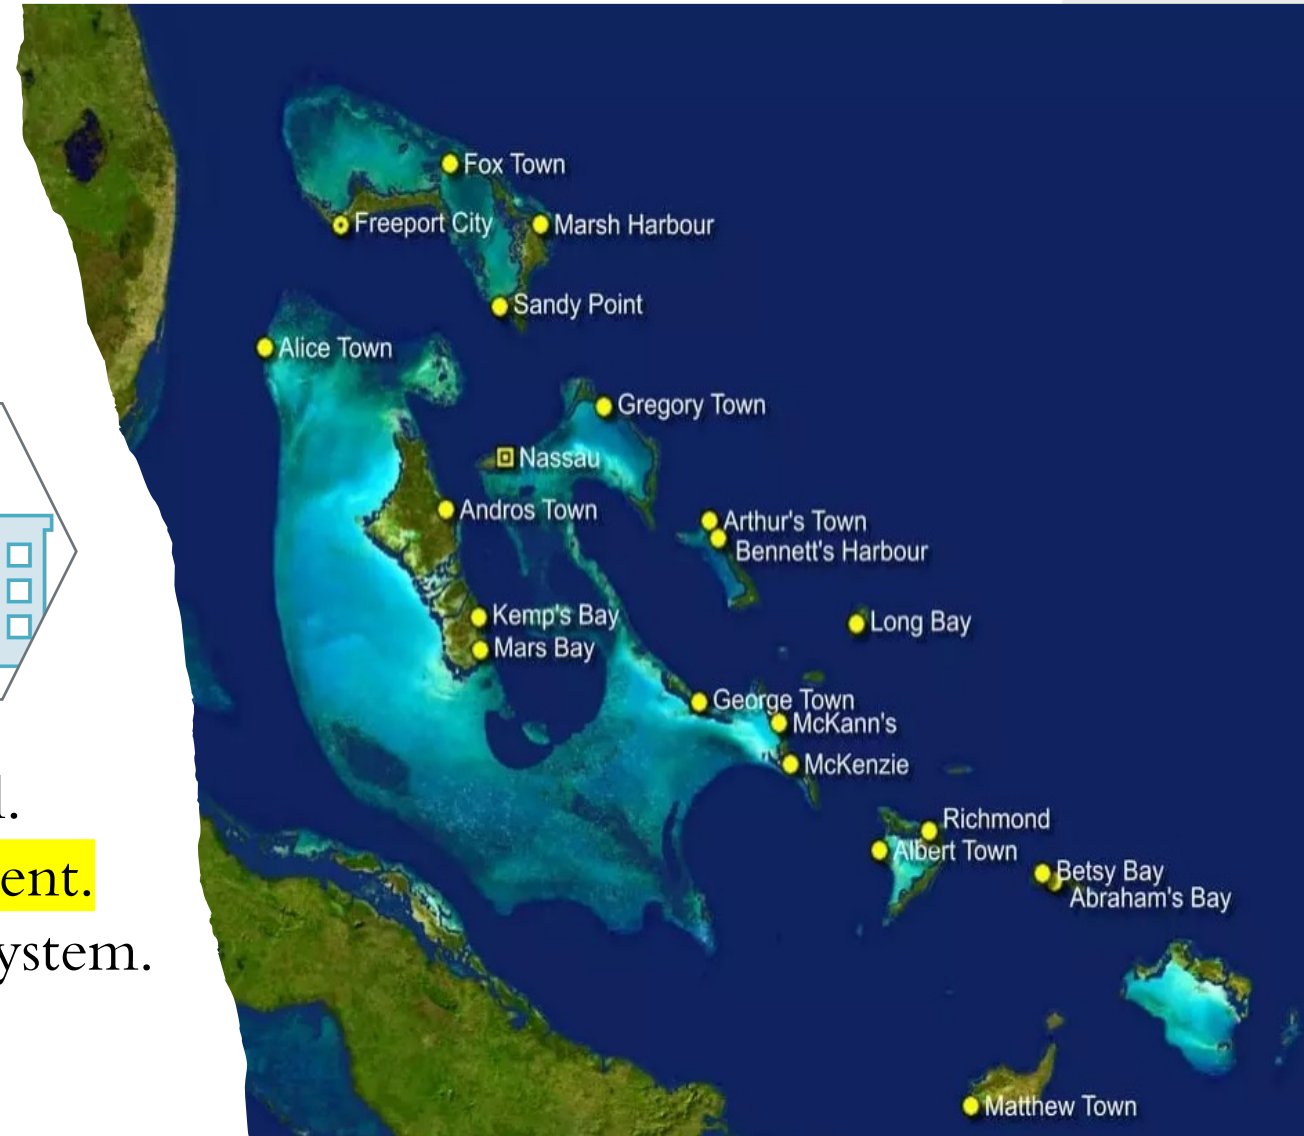 Fox Town
Freeport City
Marsh Harbour
Sandy Point
Alice Town
Gregory Town
Nassau
Andros Town
Arthur's Town
Bennett's Harbour
Kemp's Bay
Long Bay
Mars Bay
George Town
McKann's
McKenzie
Richmond
Albert Town
Betsy Bay
Abraham's Bay
Matthew Town
l.
ent.
ystem.